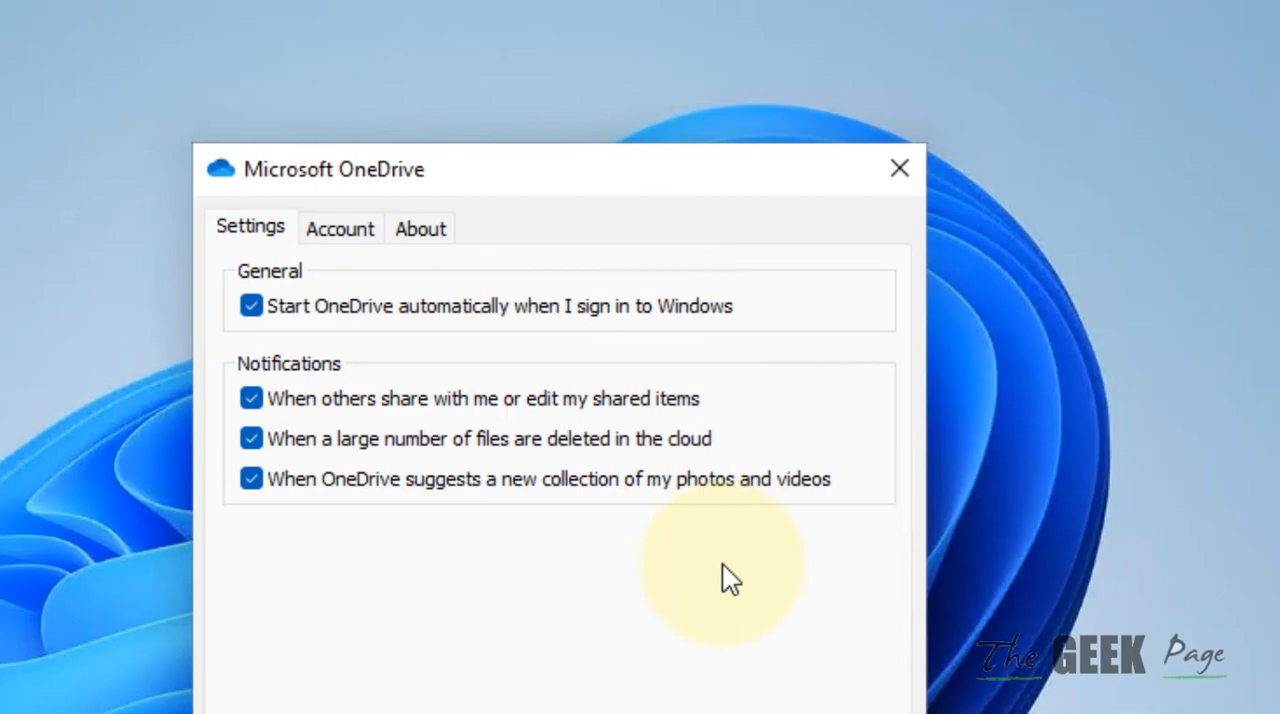 Microsoft OneDrive
Settings Account About
General
Start OneDrive automatically when I sign in to Windows
Notifications
When others share with me or edit my shared items
When a large number of files are deleted in the cloud
When OneDrive suggests a new collection of my photos and videos
The GEEK Page